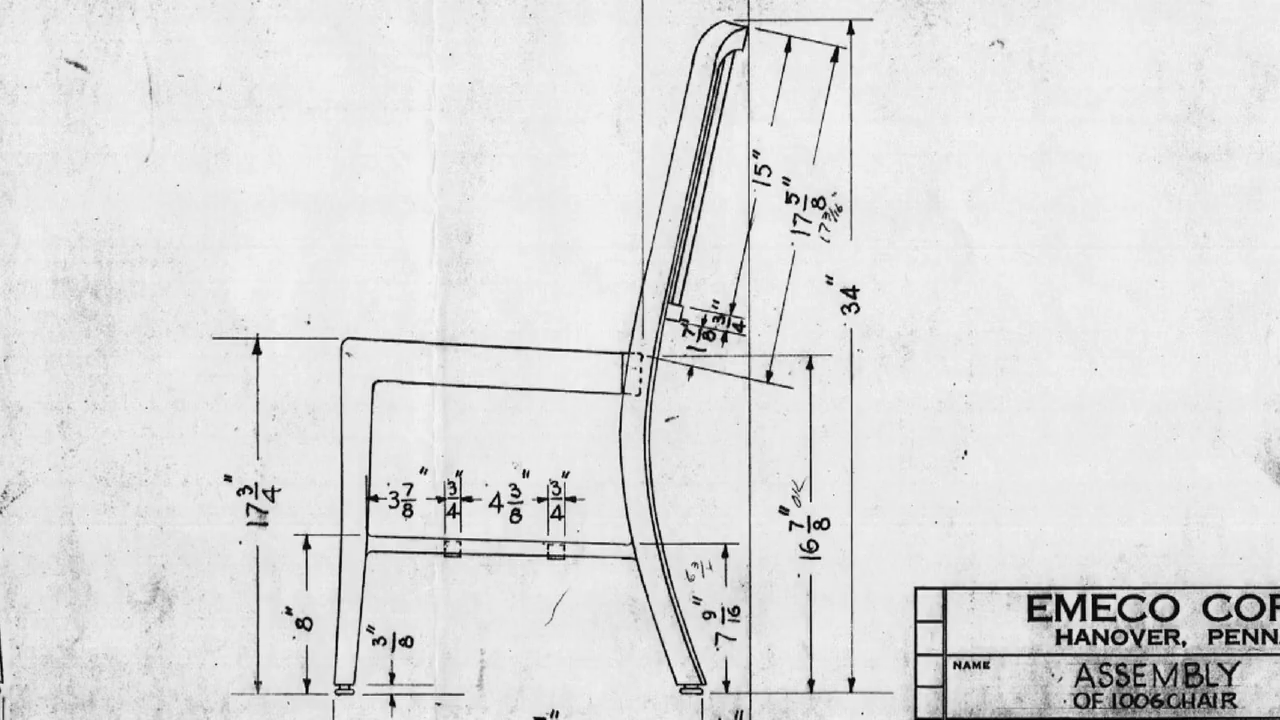 15"
17 5/8"
17 3/16"
34"
3/4"
1 7/8"
17 3/4"
3 7/8"
3/4"
4 3/8"
3/4"
16 7/8" OK
8"
3/8"
7 9/16"
EMECO COR
HANOVER, PENNA
NAME
ASSEMBLY
OF 1006 CHAIR